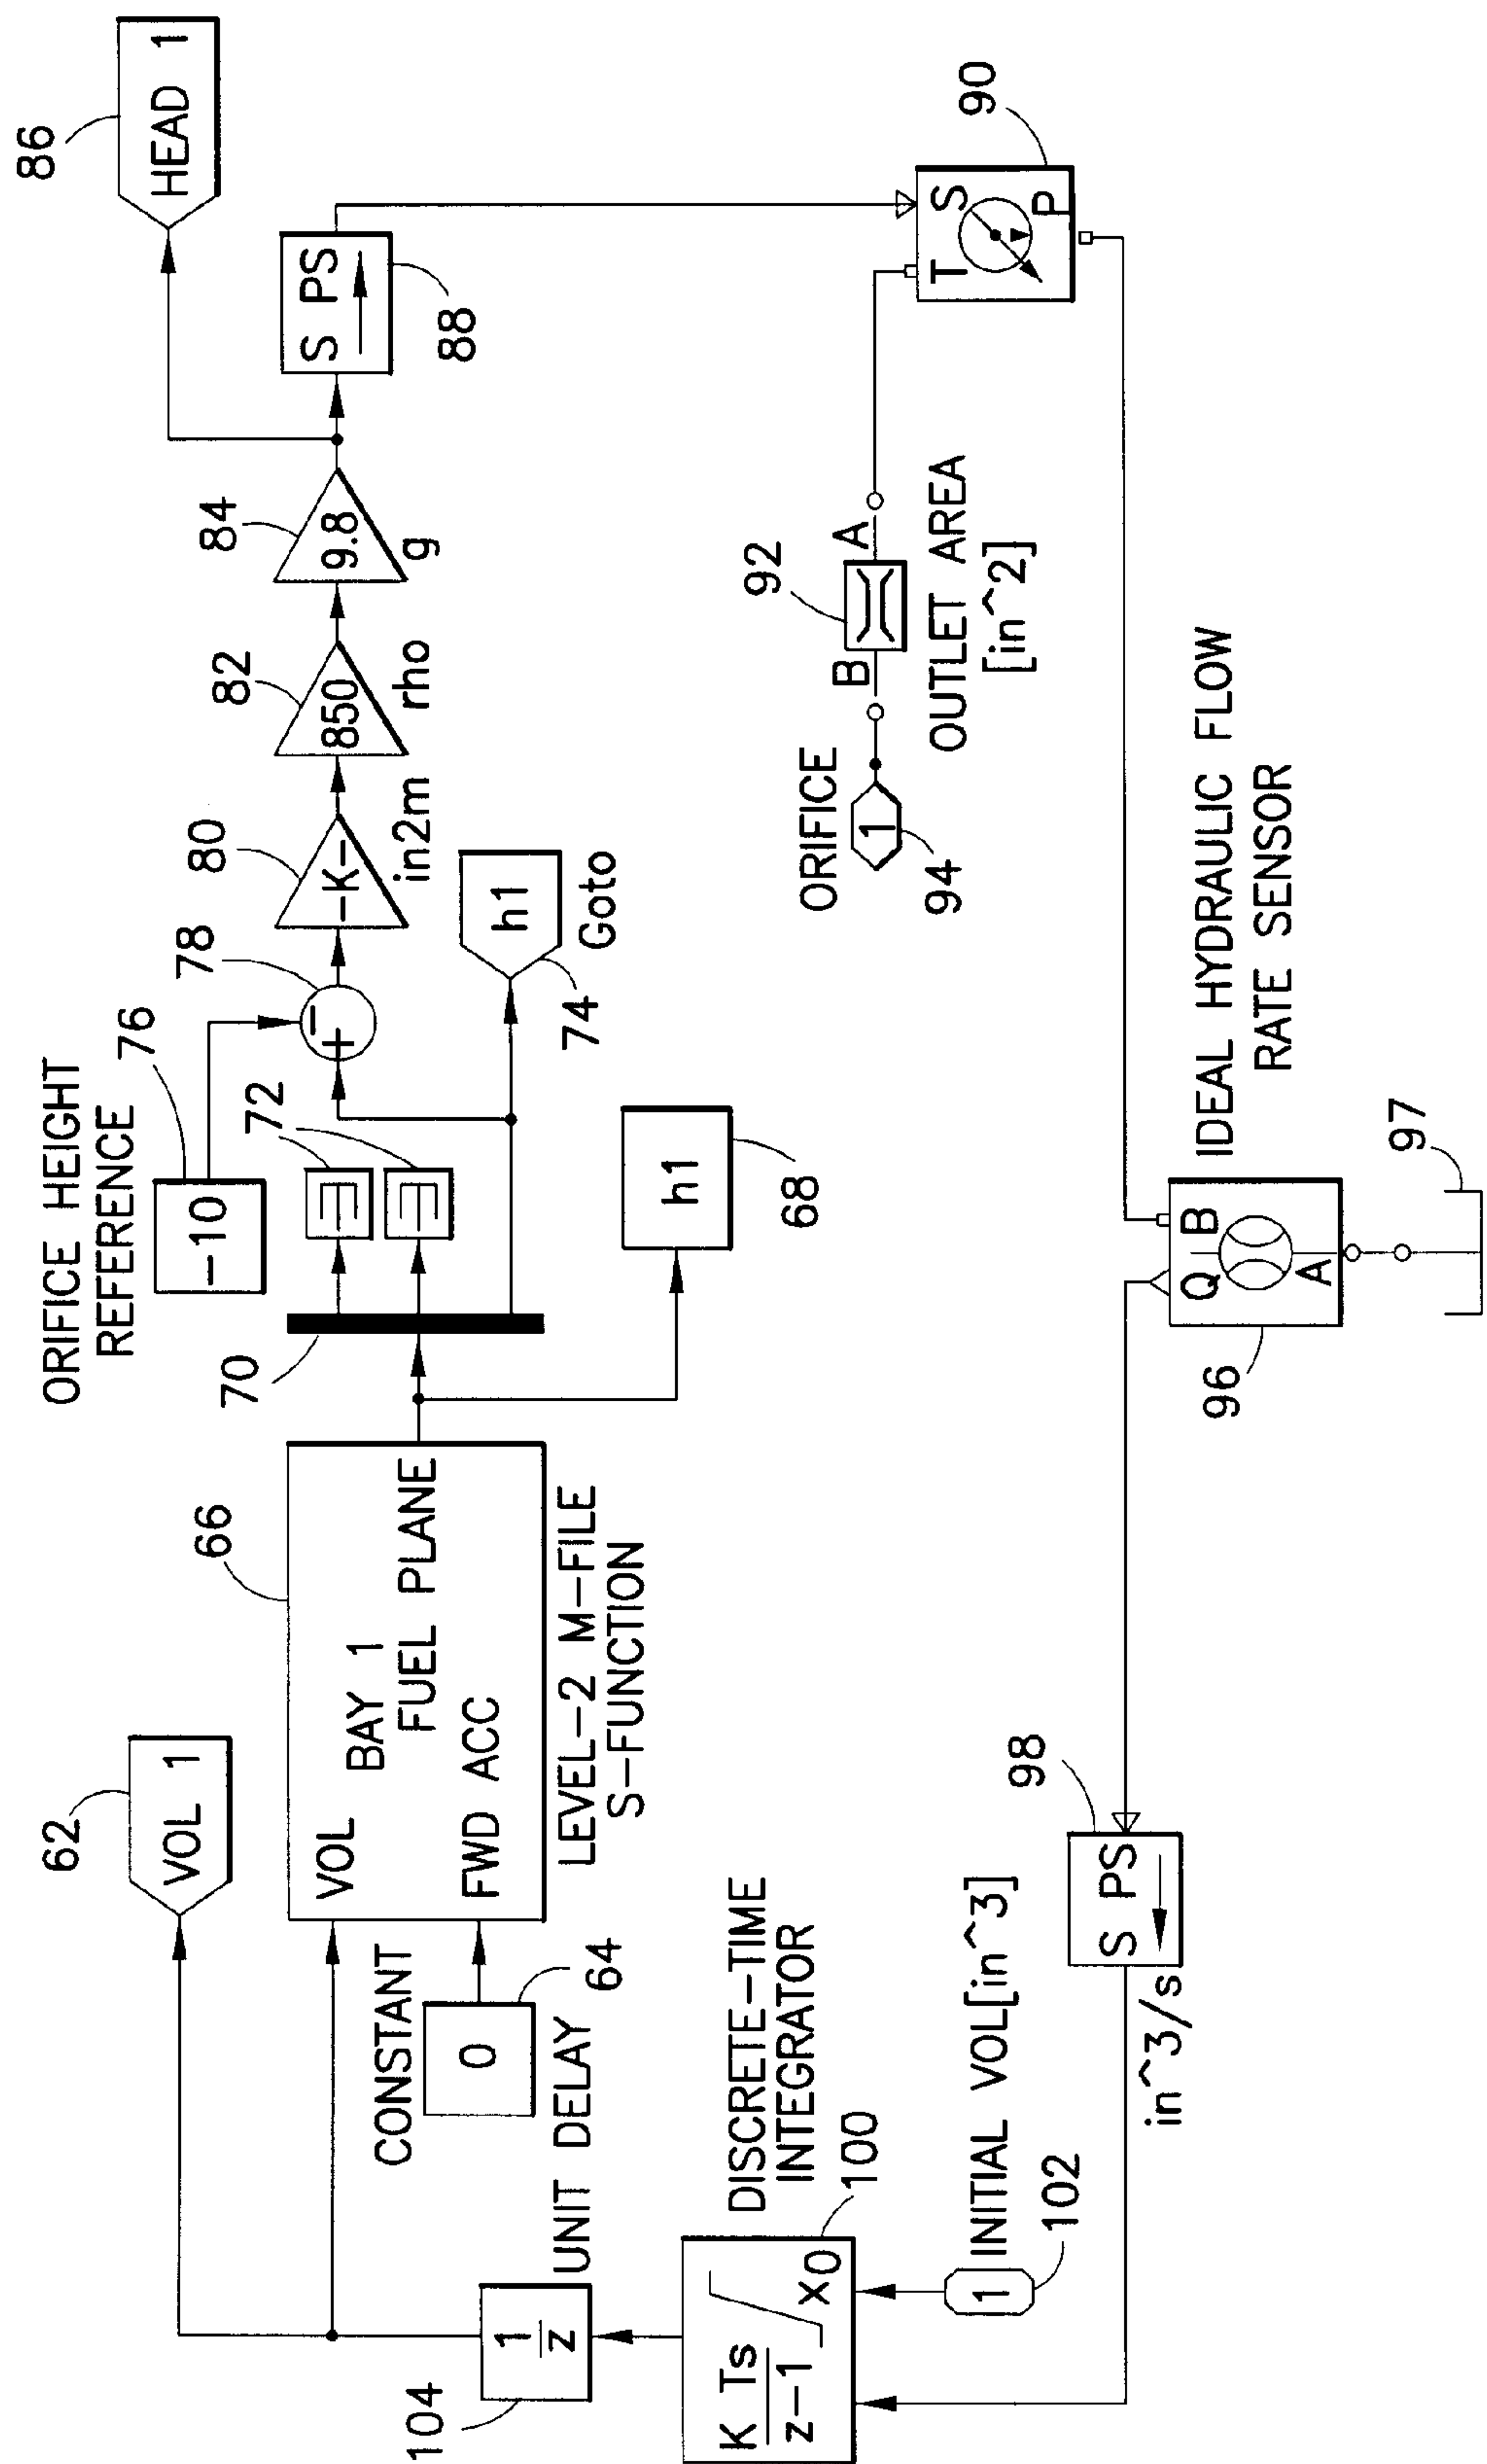 62
VOL 1
66
VOL
BAY 1
FUEL PLANE
FWD ACC
LEVEL-2 M-FILE
S-FUNCTION
CONSTANT
0
64
104
1
z
UNIT DELAY
K Ts
z-1
x0
DISCRETE-TIME
INTEGRATOR
100
1
INITIAL VOL[in^3]
102
ORIFICE HEIGHT
REFERENCE
76
-10
70
72
h1
68
78
+
-
h1
74
Goto
80
-K-
in2m
82
850
rho
84
9.8
g
86
HEAD 1
S PS
88
T
S
P
90
ORIFICE
1
94
B
92
A
OUTLET AREA
[in^2]
IDEAL HYDRAULIC FLOW
RATE SENSOR
Q
B
A
96
97
98
S PS
in^3/s